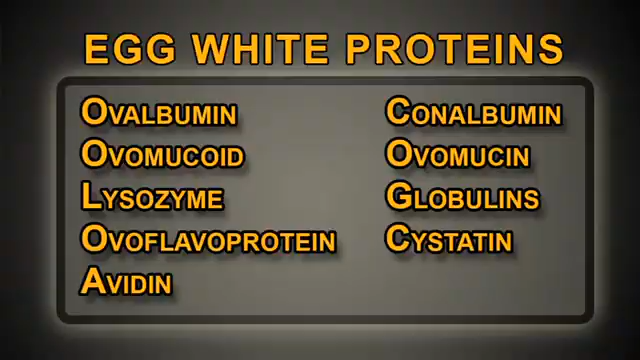 EGG WHITE PROTEINS
OVALBUMIN
OVOMUCOID
LYSOZYME
OVOFLAVOPROTEIN
AVIDIN
CONALBUMIN
OVOMUCIN
GLOBULINS
CYSTATIN